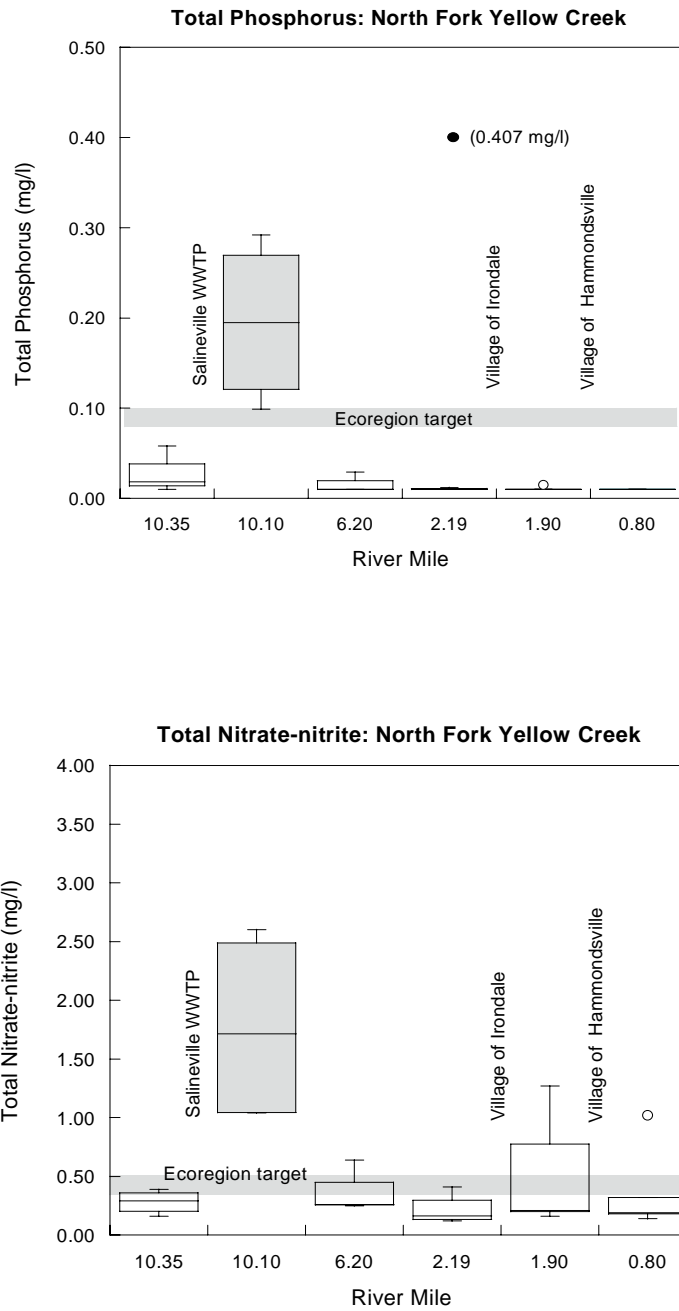 Total Phosphorus: North Fork Yellow Creek
Total Phosphorus (mg/l)
0.50
0.40
0.30
0.20
0.10
0.00
(0.407 mg/l)
Salineville WWTP
Village of Irondale
Village of Hammondsville
Ecoregion target
10.35 10.10 6.20 2.19 1.90 0.80
River Mile
Total Nitrate-nitrite: North Fork Yellow Creek
Total Nitrate-nitrite (mg/l)
4.00
3.50
3.00
2.50
2.00
1.50
1.00
0.50
0.00
Salineville WWTP
Village of Irondale
Village of Hammondsville
Ecoregion target
10.35 10.10 6.20 2.19 1.90 0.80
River Mile